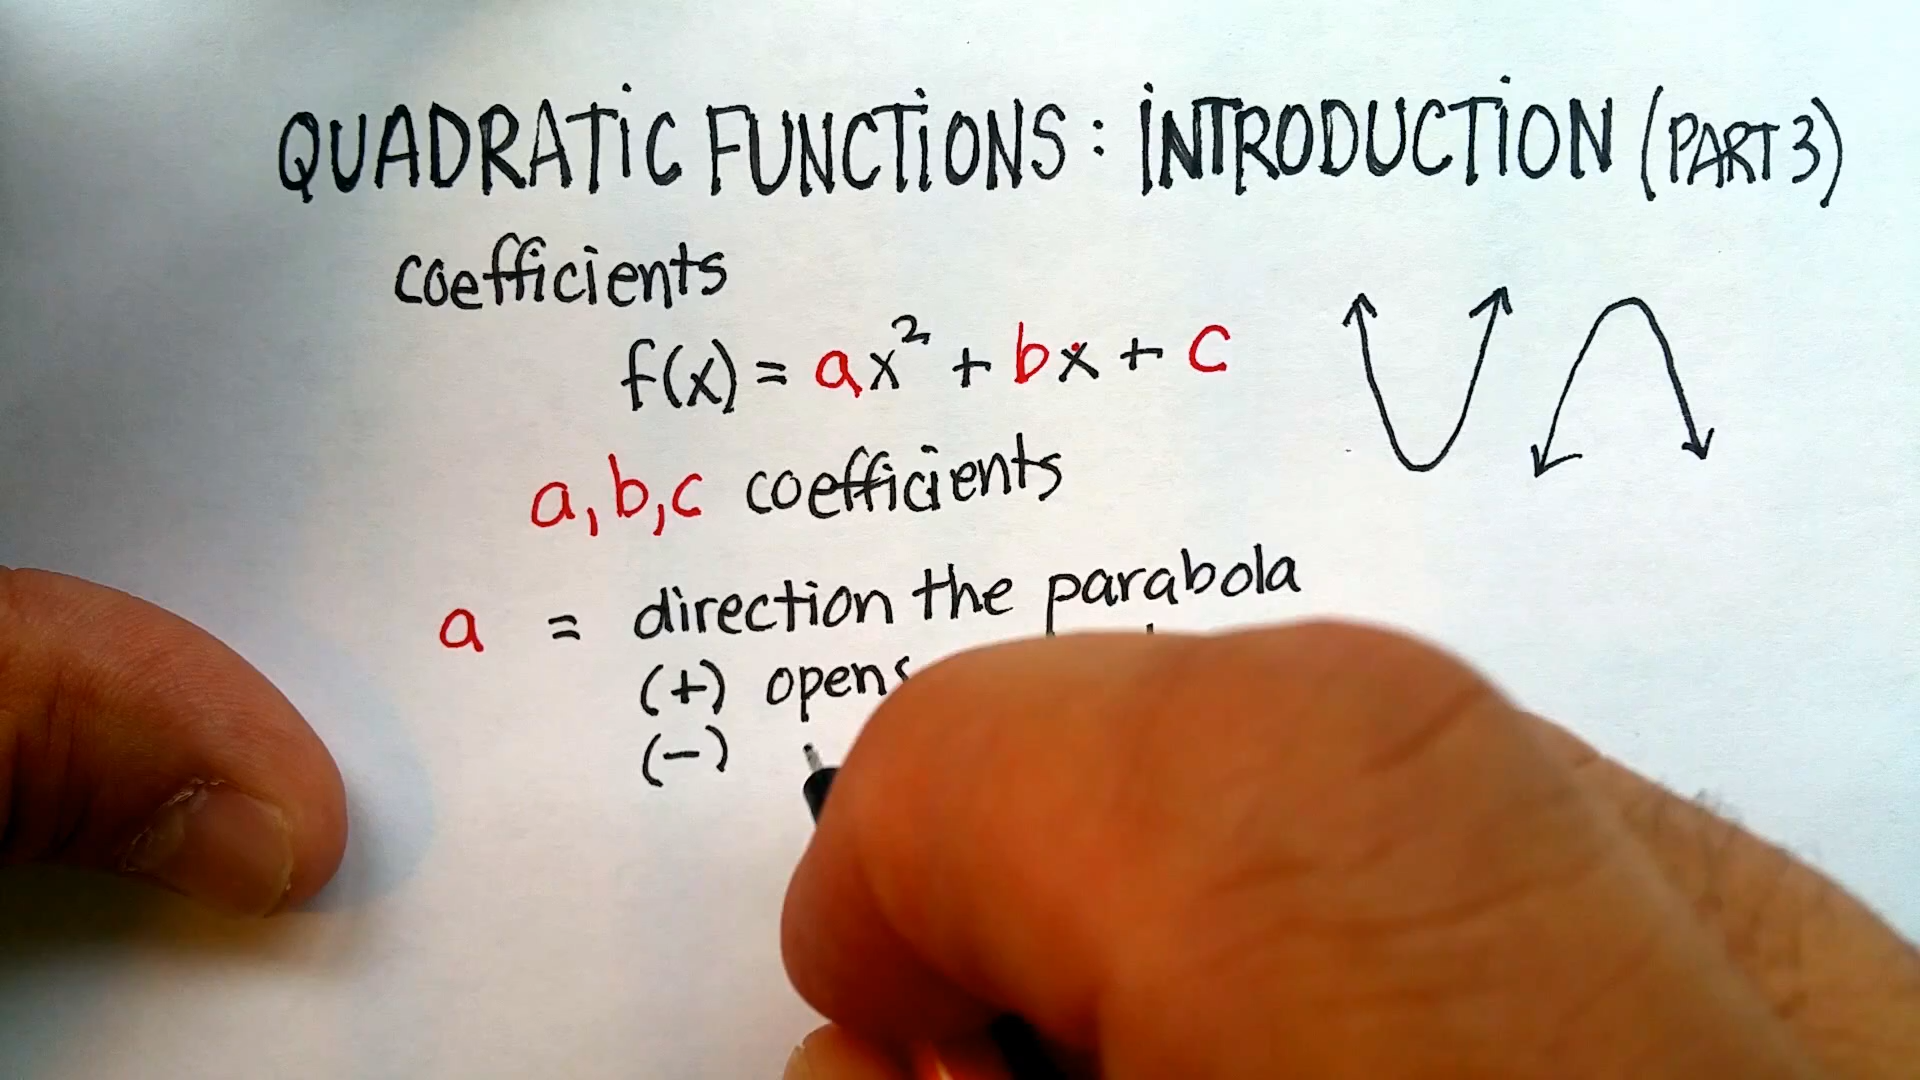 QUADRATIC FUNCTIONS: INTRODUCTION (PART 3)
coefficients
f(x) = ax² + bx + c
a, b, c coefficients
a = direction the parabola
(+) opens
(-)